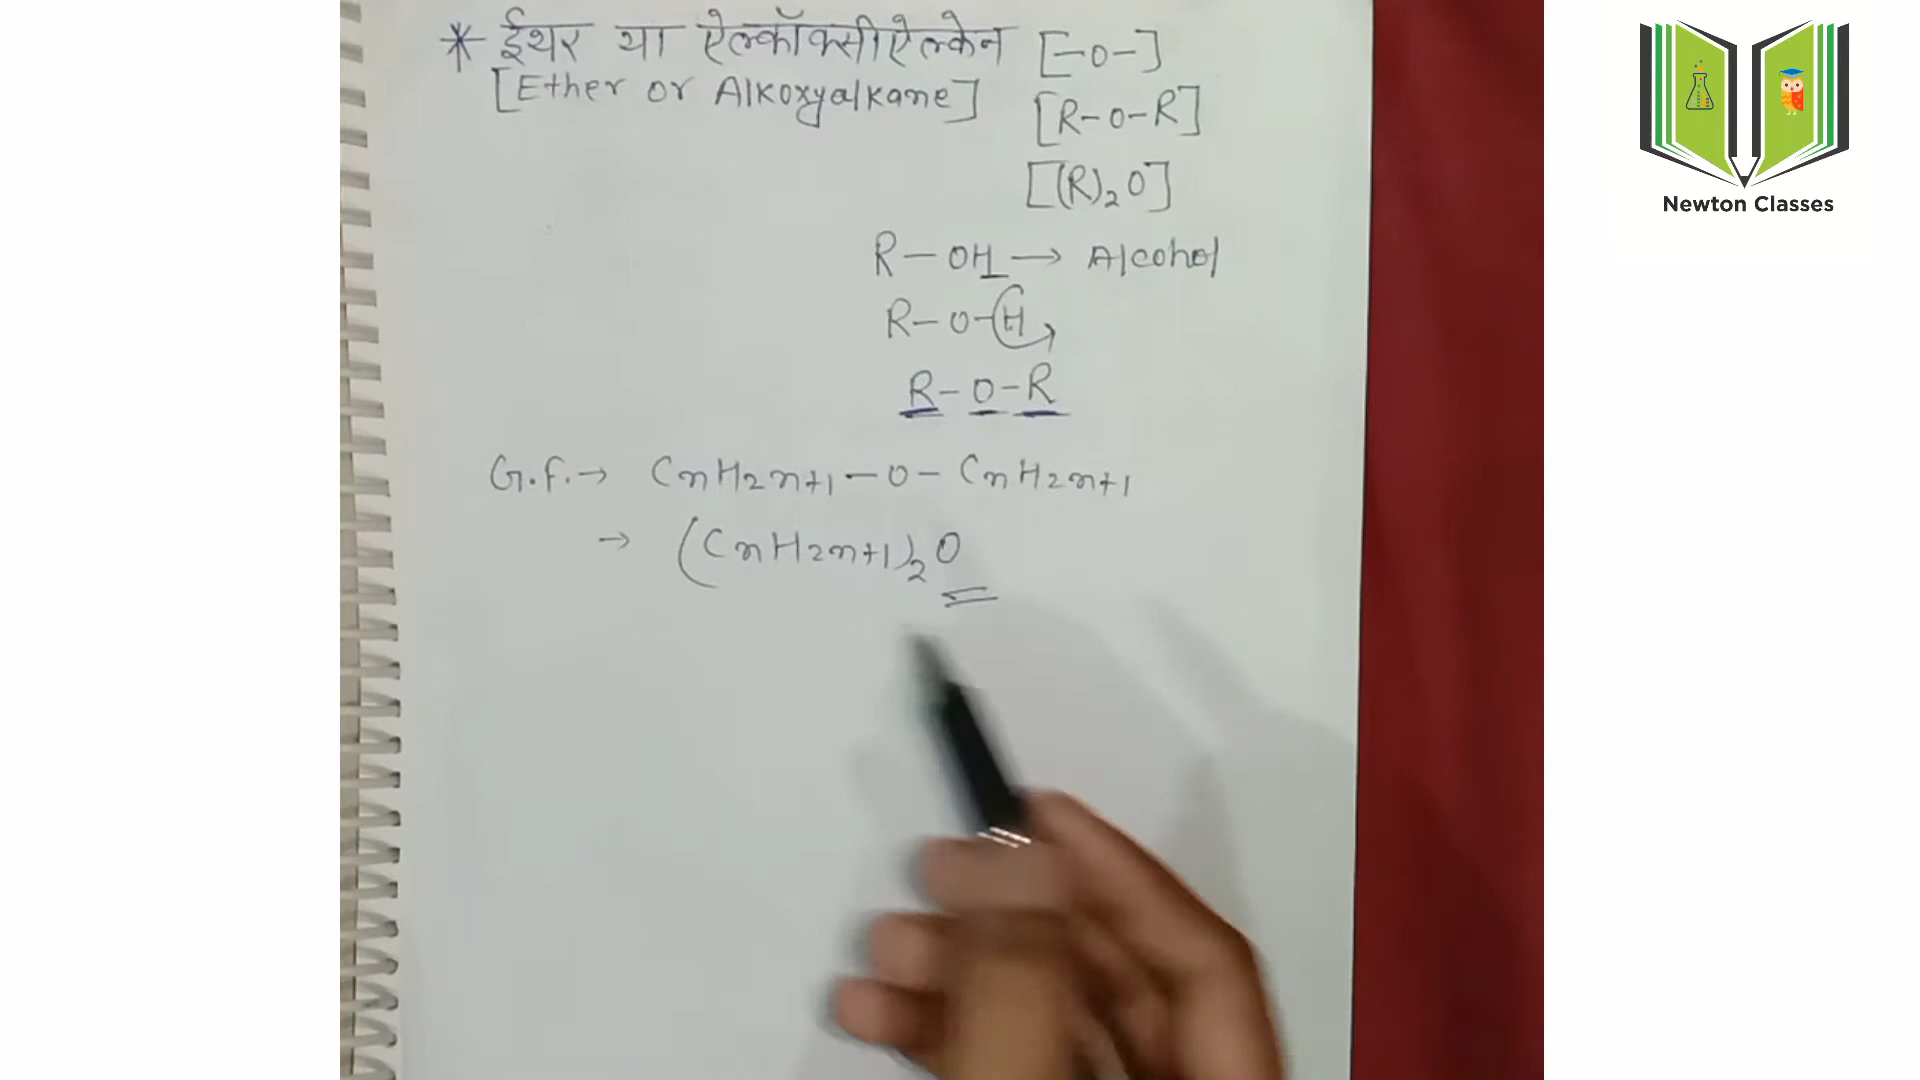 * ईथर या ऐल्कॉक्सीऐल्केन [-O-]
[Ether or Alkoxyalkane] [R-O-R]
[(R)₂O]
R-OH → Alcohol
R-O-H
R-O-R
G.f. → CnH2n+1-O-CnH2n+1
→ (CnH2n+1)₂O
Newton Classes